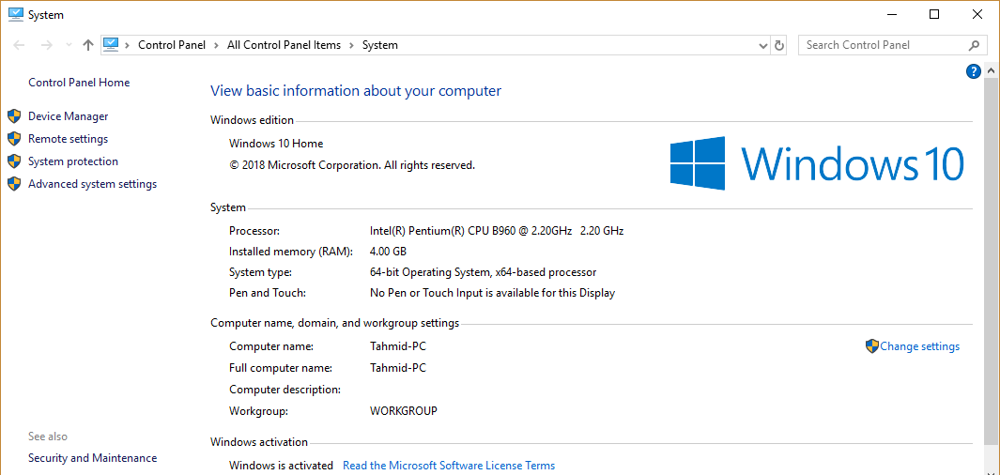 System
Control Panel > All Control Panel Items > System
Search Control Panel
?
Control Panel Home
Device Manager
Remote settings
System protection
Advanced system settings
See also
Security and Maintenance
View basic information about your computer
Windows edition
Windows 10 Home
© 2018 Microsoft Corporation. All rights reserved.
Windows 10
System
Processor: Intel(R) Pentium(R) CPU B960 @ 2.20GHz 2.20 GHz
Installed memory (RAM): 4.00 GB
System type: 64-bit Operating System, x64-based processor
Pen and Touch: No Pen or Touch Input is available for this Display
Computer name, domain, and workgroup settings
Computer name: Tahmid-PC
Change settings
Full computer name: Tahmid-PC
Computer description:
Workgroup: WORKGROUP
Windows activation
Windows is activated Read the Microsoft Software License Terms